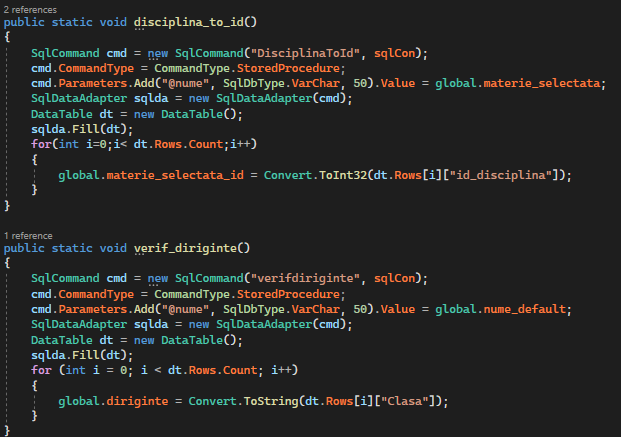 2 references
public static void disciplina_to_id()
{
SqlCommand cmd = new SqlCommand("DisciplinaToId", sqlCon);
cmd.CommandType = CommandType.StoredProcedure;
cmd.Parameters.Add("@nume", SqlDbType.VarChar, 50).Value = global.materie_selectata;
SqlDataAdapter sqlda = new SqlDataAdapter(cmd);
DataTable dt = new DataTable();
sqlda.Fill(dt);
for(int i=0;i< dt.Rows.Count;i++)
{
global.materie_selectata_id = Convert.ToInt32(dt.Rows[i]["id_disciplina"]);
}
}
1 reference
public static void verif_diriginte()
{
SqlCommand cmd = new SqlCommand("verifdiriginte", sqlCon);
cmd.CommandType = CommandType.StoredProcedure;
cmd.Parameters.Add("@nume", SqlDbType.VarChar, 50).Value = global.nume_default;
SqlDataAdapter sqlda = new SqlDataAdapter(cmd);
DataTable dt = new DataTable();
sqlda.Fill(dt);
for (int i = 0; i < dt.Rows.Count; i++)
{
global.diriginte = Convert.ToString(dt.Rows[i]["Clasa"]);
}
}